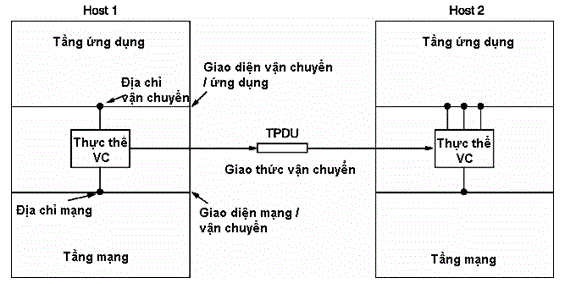 Host 1
Host 2
Tầng ứng dụng
Tầng ứng dụng
Địa chỉ
vận chuyển
Giao diện vận chuyển
/ ứng dụng
Thực thể
VC
TPDU
Giao thức vận chuyển
Thực thể
VC
Địa chỉ mạng
Giao diện mạng /
vận chuyển
Tầng mạng
Tầng mạng